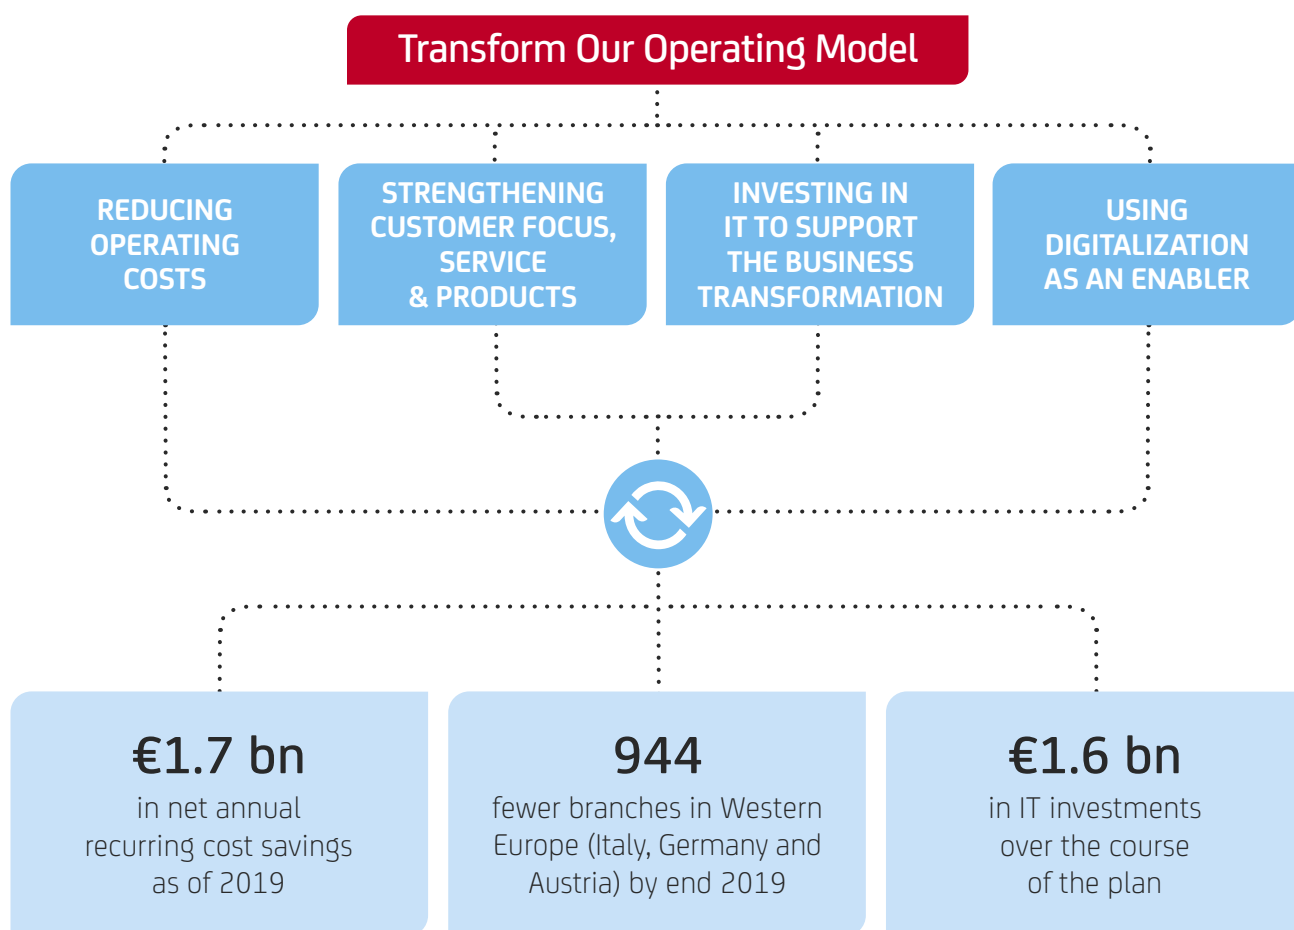 Transform Our Operating Model
REDUCING
OPERATING
COSTS
STRENGTHENING
CUSTOMER FOCUS,
SERVICE
& PRODUCTS
INVESTING IN
IT TO SUPPORT
THE BUSINESS
TRANSFORMATION
USING
DIGITALIZATION
AS AN ENABLER
€1.7 bn
in net annual
recurring cost savings
as of 2019
944
fewer branches in Western
Europe (Italy, Germany and
Austria) by end 2019
€1.6 bn
in IT investments
over the course
of the plan